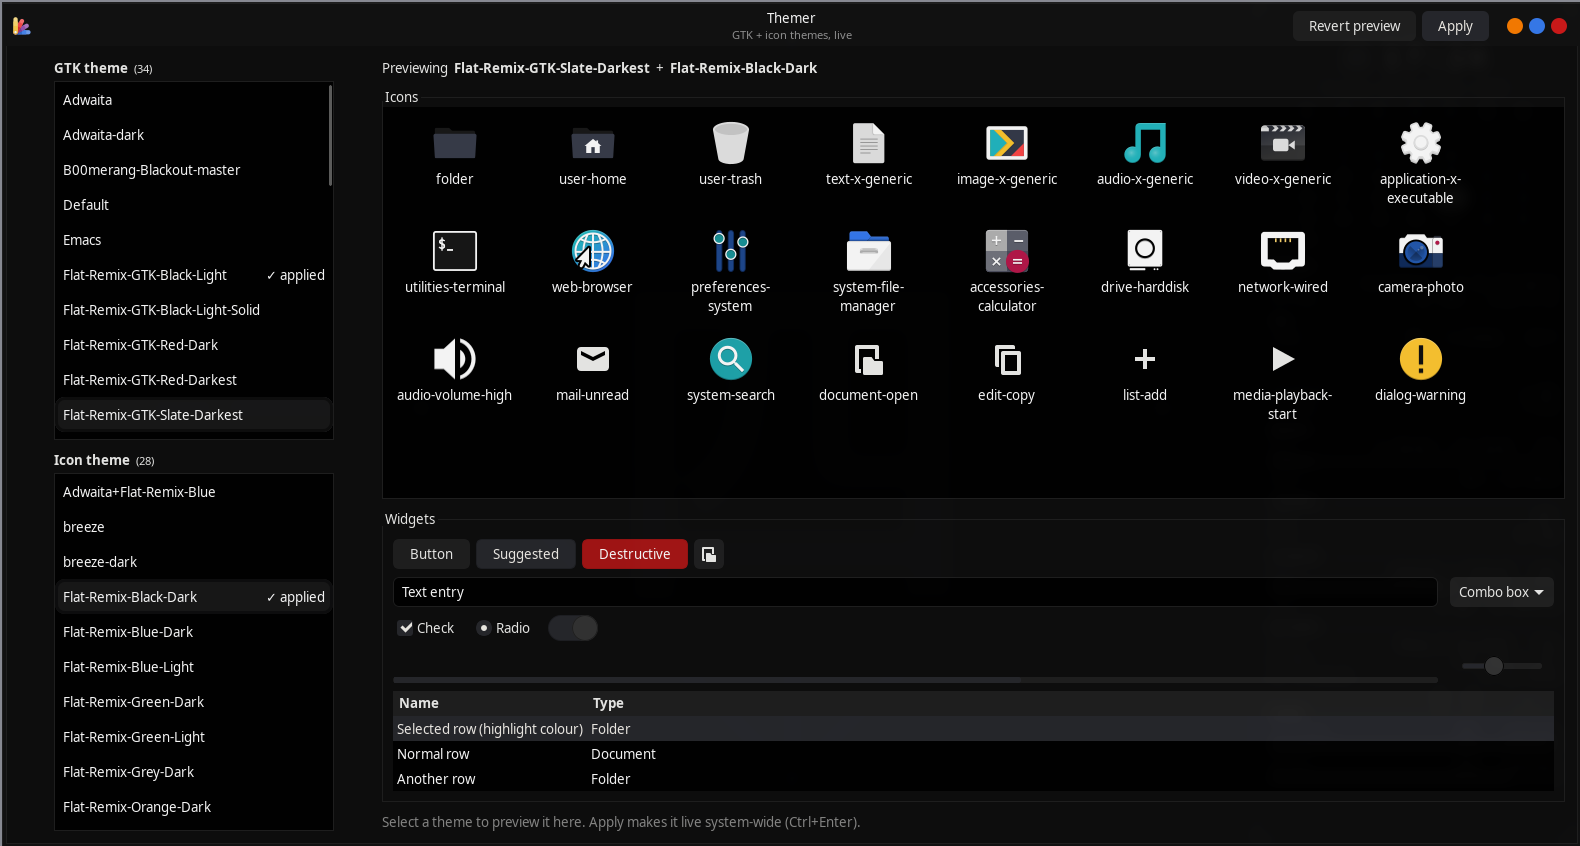 Themer
GTK + icon themes, live
Revert preview
Apply
GTK theme (34)
Adwaita
Adwaita-dark
B00merang-Blackout-master
Default
Emacs
Flat-Remix-GTK-Black-Light ✓ applied
Flat-Remix-GTK-Black-Light-Solid
Flat-Remix-GTK-Red-Dark
Flat-Remix-GTK-Red-Darkest
Flat-Remix-GTK-Slate-Darkest
Icon theme (28)
Adwaita+Flat-Remix-Blue
breeze
breeze-dark
Flat-Remix-Black-Dark ✓ applied
Flat-Remix-Blue-Dark
Flat-Remix-Blue-Light
Flat-Remix-Green-Dark
Flat-Remix-Green-Light
Flat-Remix-Grey-Dark
Flat-Remix-Orange-Dark
Previewing Flat-Remix-GTK-Slate-Darkest + Flat-Remix-Black-Dark
Icons
folder
user-home
user-trash
text-x-generic
image-x-generic
audio-x-generic
video-x-generic
application-x-
executable
$_
utilities-terminal
web-browser
preferences-
system
system-file-
manager
accessories-
calculator
drive-harddisk
network-wired
camera-photo
audio-volume-high
mail-unread
system-search
document-open
edit-copy
list-add
media-playback-
start
dialog-warning
Widgets
Button
Suggested
Destructive
Text entry
Combo box
Check
Radio
Name Type
Selected row (highlight colour) Folder
Normal row Document
Another row Folder
Select a theme to preview it here. Apply makes it live system-wide (Ctrl+Enter).